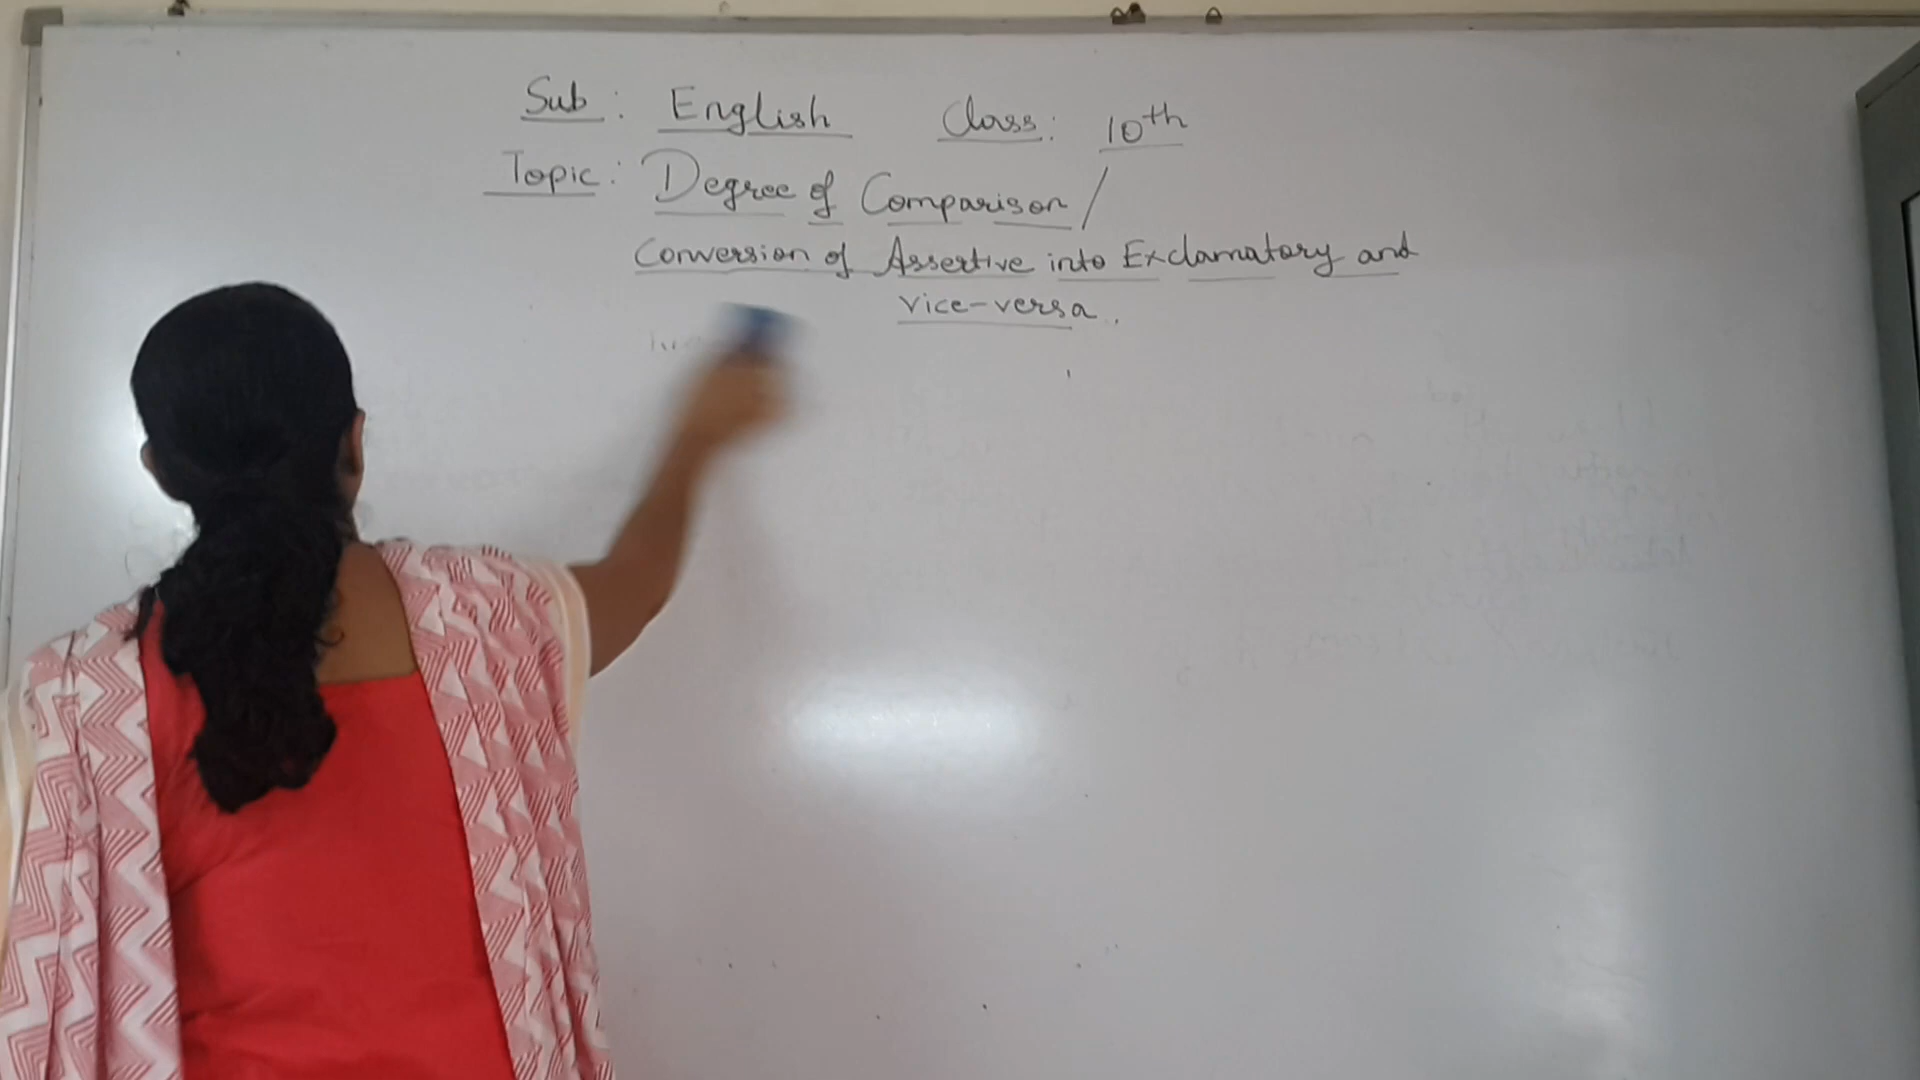 Sub : English Class : 10th
Topic : Degree of Comparison /
Conversion of Assertive into Exclamatory and
vice-versa.